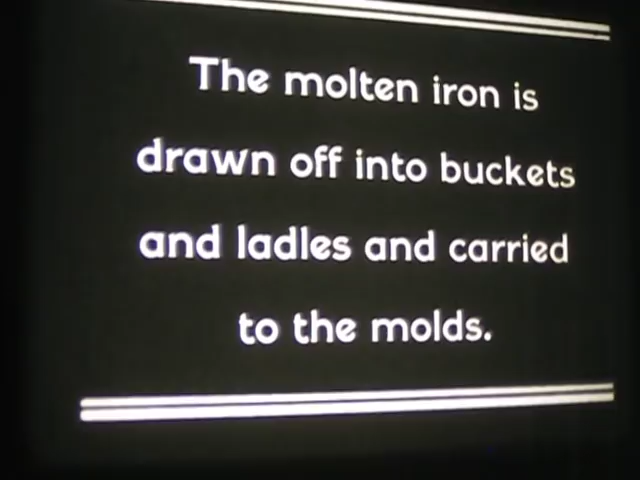 The molten iron is
drawn off into buckets
and ladles and carried
to the molds.